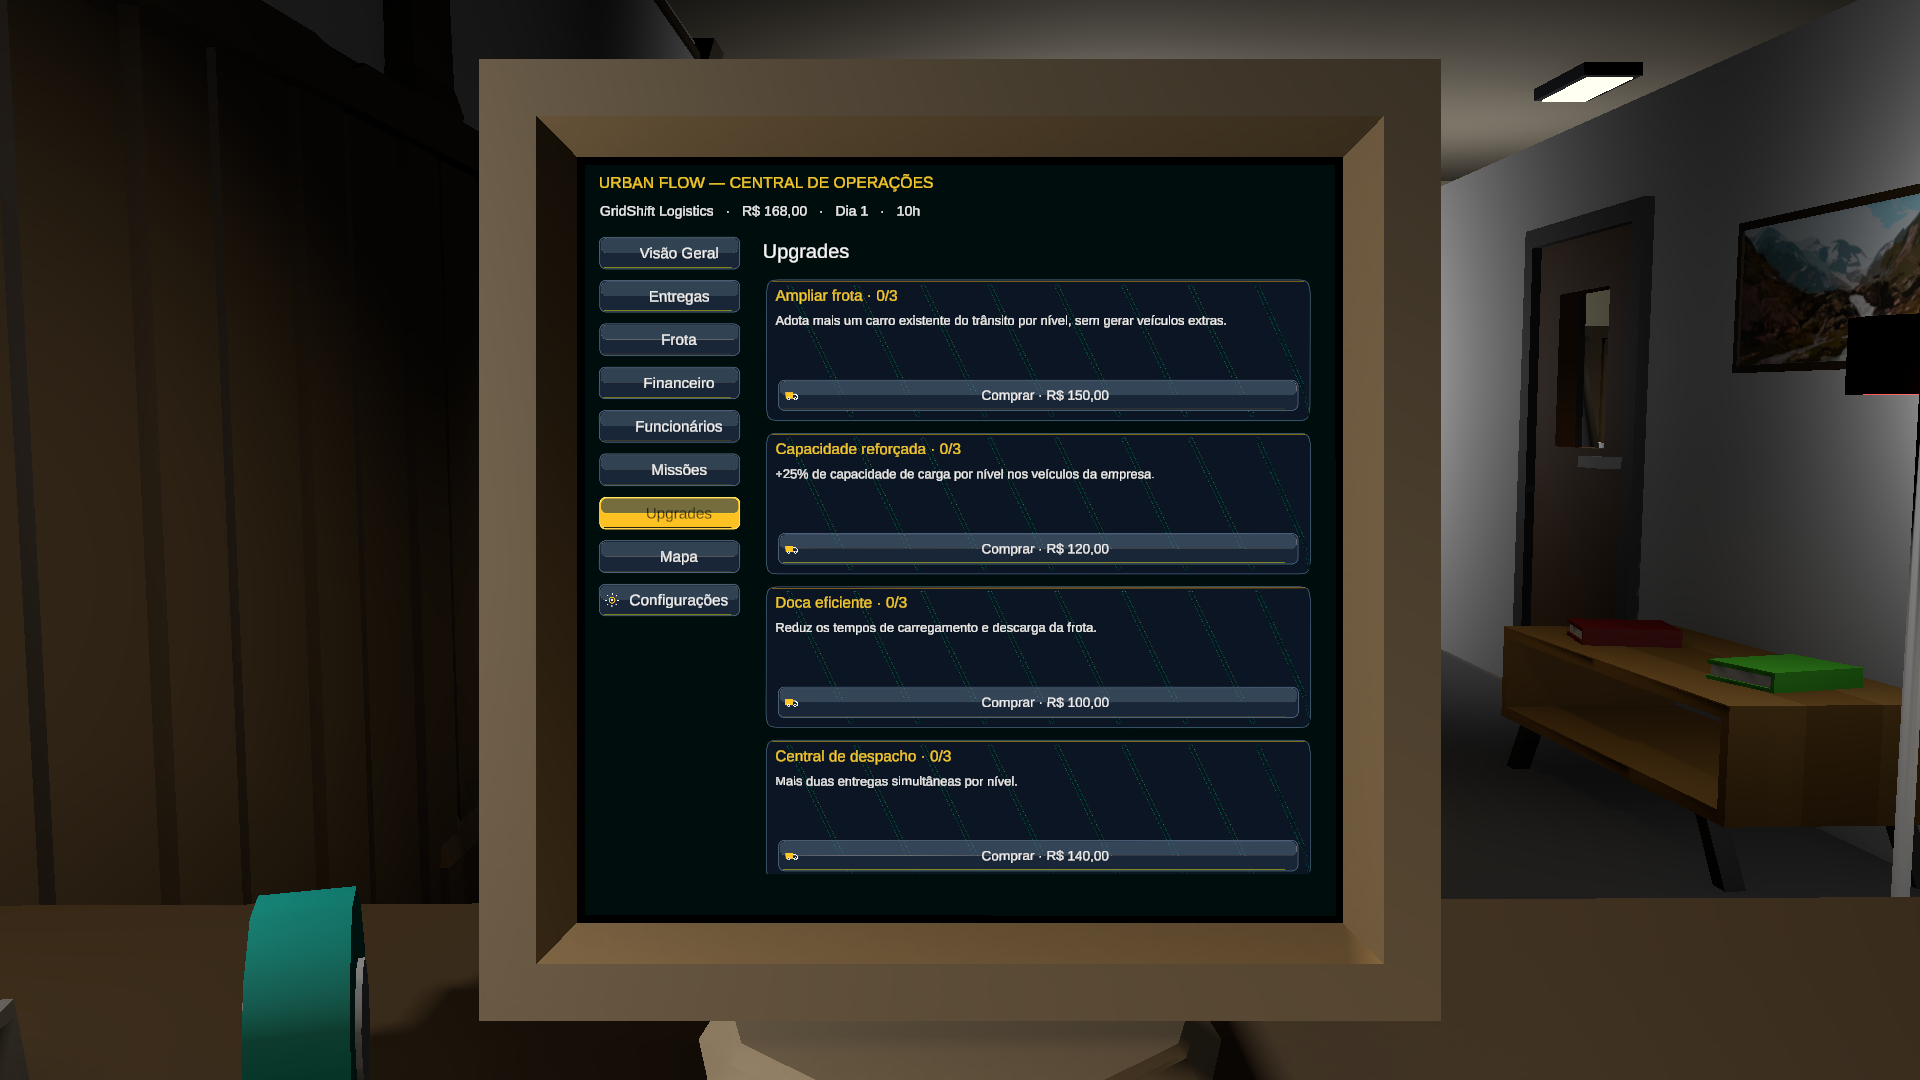 URBAN FLOW — CENTRAL DE OPERAÇÕES
GridShift Logistics · R$ 168,00 · Dia 1 · 10h
Visão Geral
Entregas
Frota
Financeiro
Funcionários
Missões
Upgrades
Mapa
Configurações
Upgrades
Ampliar frota · 0/3
Adota mais um carro existente do trânsito por nível, sem gerar veículos extras.
Comprar · R$ 150,00
Capacidade reforçada · 0/3
+25% de capacidade de carga por nível nos veículos da empresa.
Comprar · R$ 120,00
Doca eficiente · 0/3
Reduz os tempos de carregamento e descarga da frota.
Comprar · R$ 100,00
Central de despacho · 0/3
Mais duas entregas simultâneas por nível.
Comprar · R$ 140,00